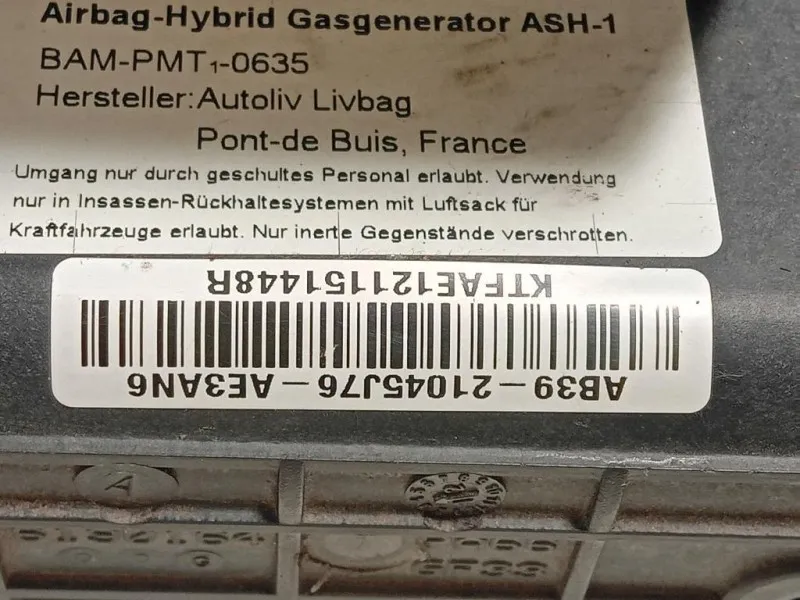 Airbag-Hybrid Gasgenerator ASH-1
BAM-PMT1-0635
Hersteller: Autoliv Livbag
Pont-de Buis, France
Umgang nur durch geschultes Personal erlaubt. Verwendung
nur in Insassen-Rückhaltesystemen mit Luftsack für
Kraftfahrzeuge erlaubt. Nur inerte Gegenstände verschrotten.
AB39-21045J76-AE3AN6
KTFAE121151448R
A